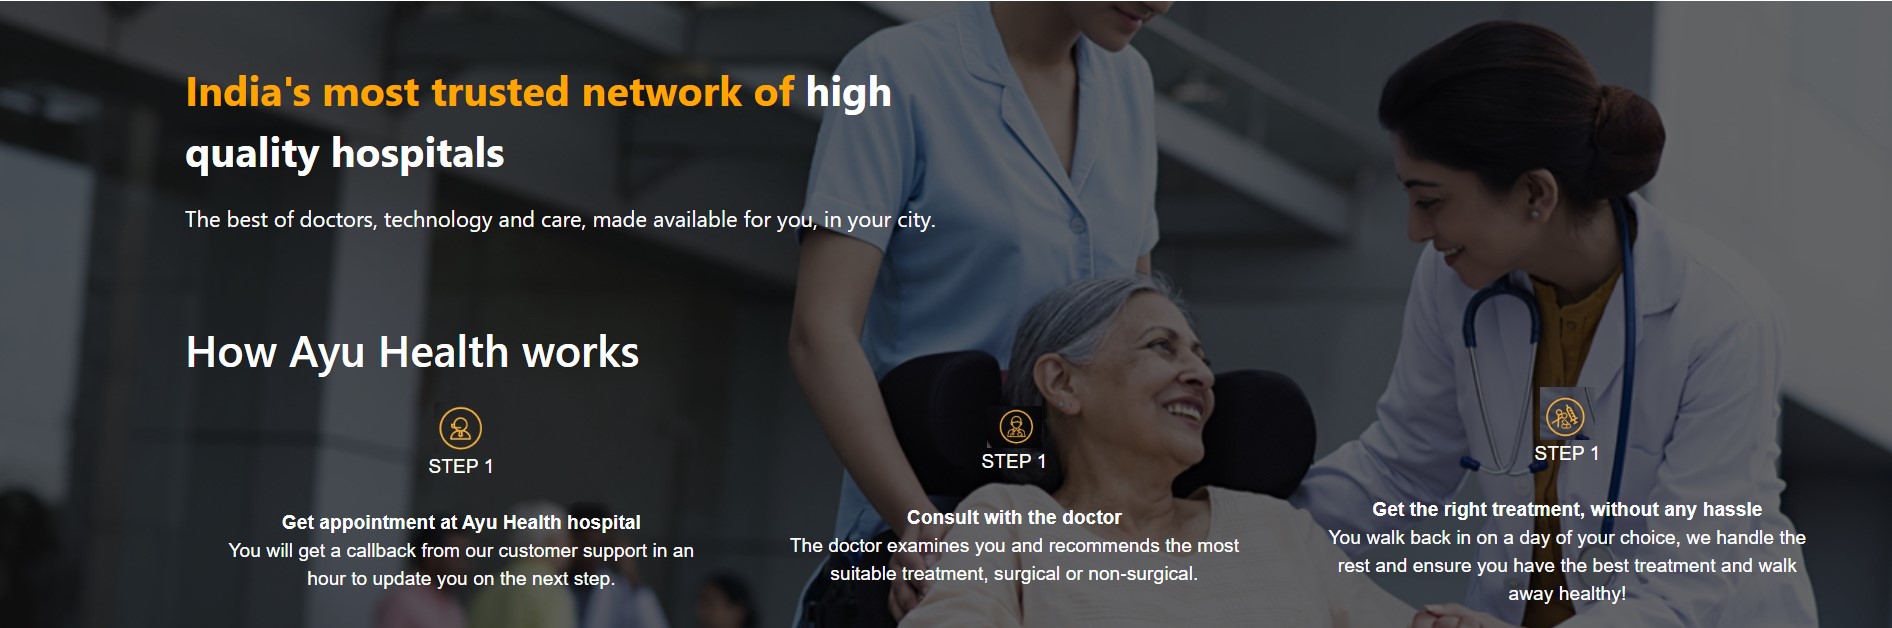 India's most trusted network of high
quality hospitals
The best of doctors, technology and care, made available for you, in your city.
How Ayu Health works
STEP 1
Get appointment at Ayu Health hospital
You will get a callback from our customer support in an
hour to update you on the next step.
STEP 1
Consult with the doctor
The doctor examines you and recommends the most
suitable treatment, surgical or non-surgical.
STEP 1
Get the right treatment, without any hassle
You walk back in on a day of your choice, we handle the
rest and ensure you have the best treatment and walk
away healthy!